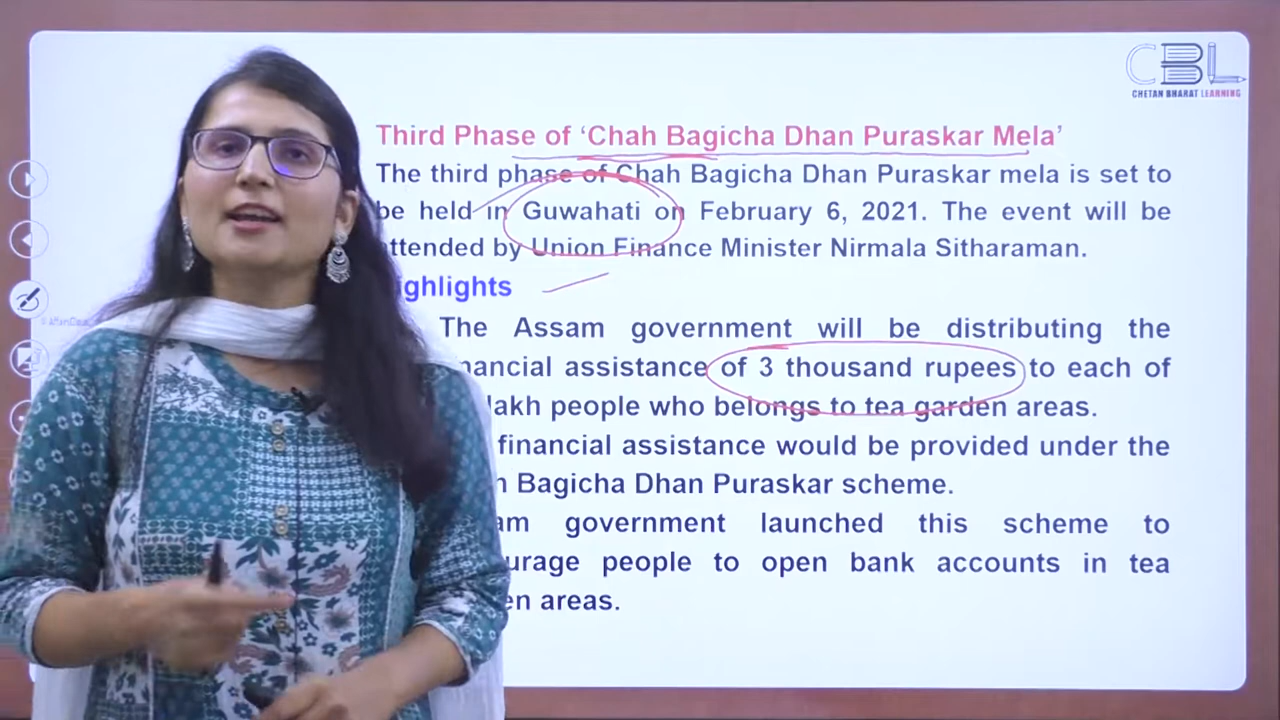 CBL
CHETAN BHARAT LEARNING
Third Phase of ‘Chah Bagicha Dhan Puraskar Mela’
The third phase of Chah Bagicha Dhan Puraskar mela is set to
be held in Guwahati on February 6, 2021. The event will be
ttended by Union Finance Minister Nirmala Sitharaman.
ghlights
The Assam government will be distributing the
nancial assistance of 3 thousand rupees to each of
lakh people who belongs to tea garden areas.
financial assistance would be provided under the
h Bagicha Dhan Puraskar scheme.
am government launched this scheme to
urage people to open bank accounts in tea
en areas.